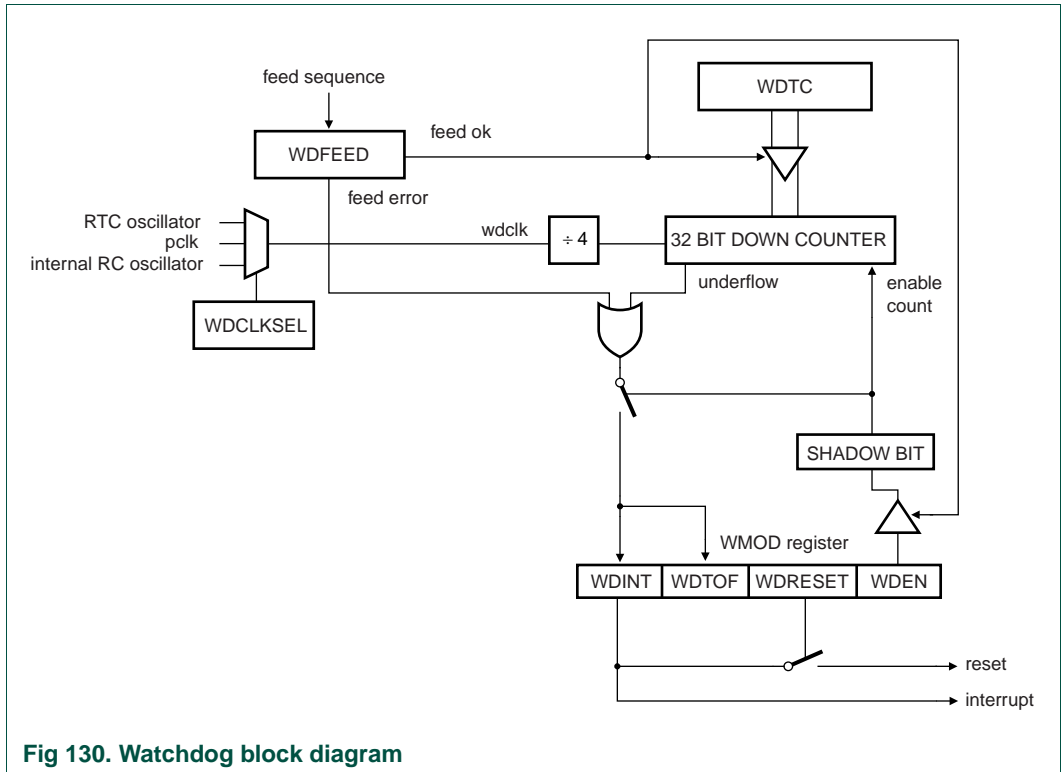 feed sequence
WDTC
feed ok
WDFEED
feed error
RTC oscillator
pclk
internal RC oscillator
wdclk
÷ 4
32 BIT DOWN COUNTER
underflow
enable
count
WDCLKSEL
SHADOW BIT
WMOD register
WDINT
WDTOF
WDRESET
WDEN
reset
interrupt
Fig 130. Watchdog block diagram